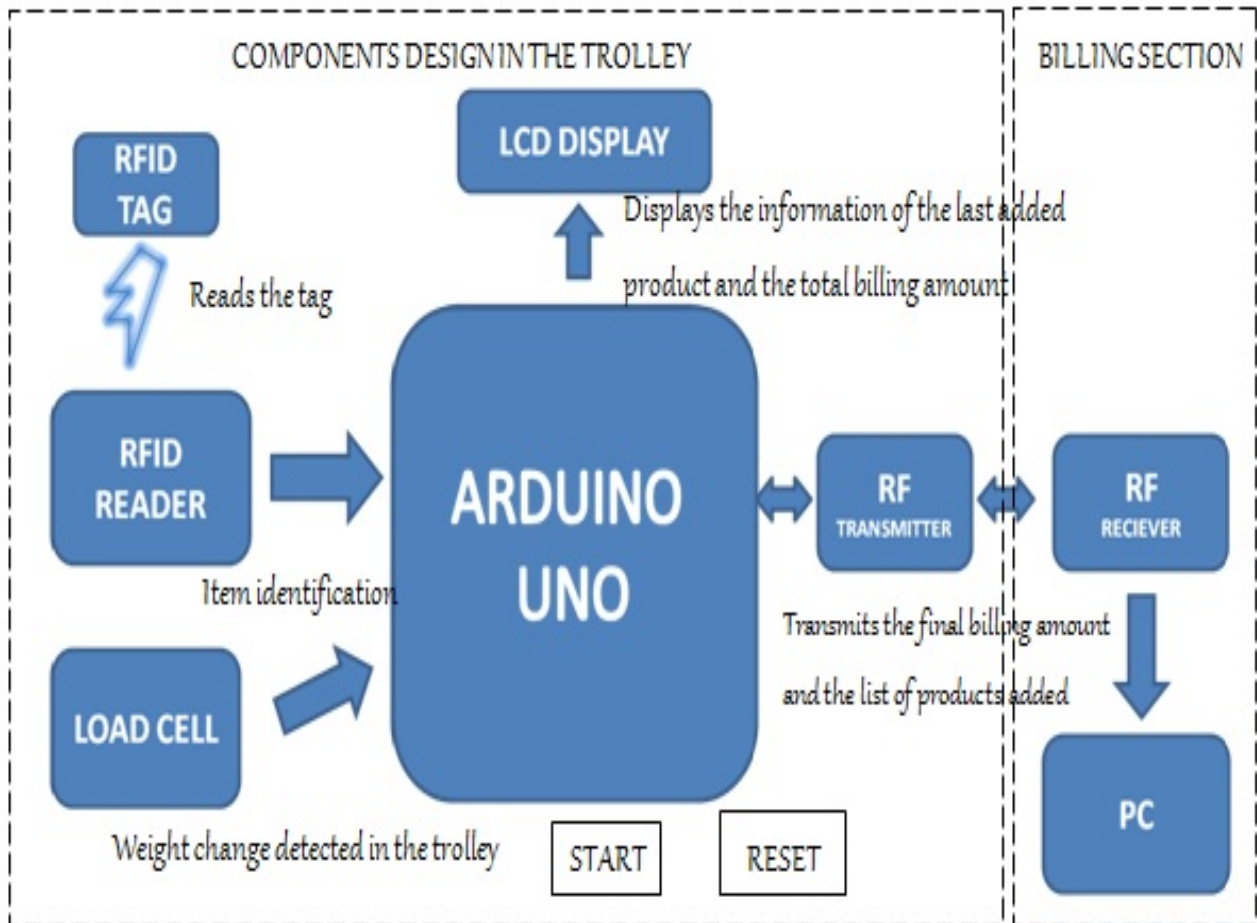 COMPONENTS DESIGN IN THE TROLLEY
BILLING SECTION
LCD DISPLAY
RFID
TAG
Displays the information of the last added
product and the total billing amount
Reads the tag
RFID
READER
ARDUINO
UNO
RF
TRANSMITTER
RF
RECIEVER
Item identification
Transmits the final billing amount
and the list of products added
LOAD CELL
PC
Weight change detected in the trolley
START
RESET